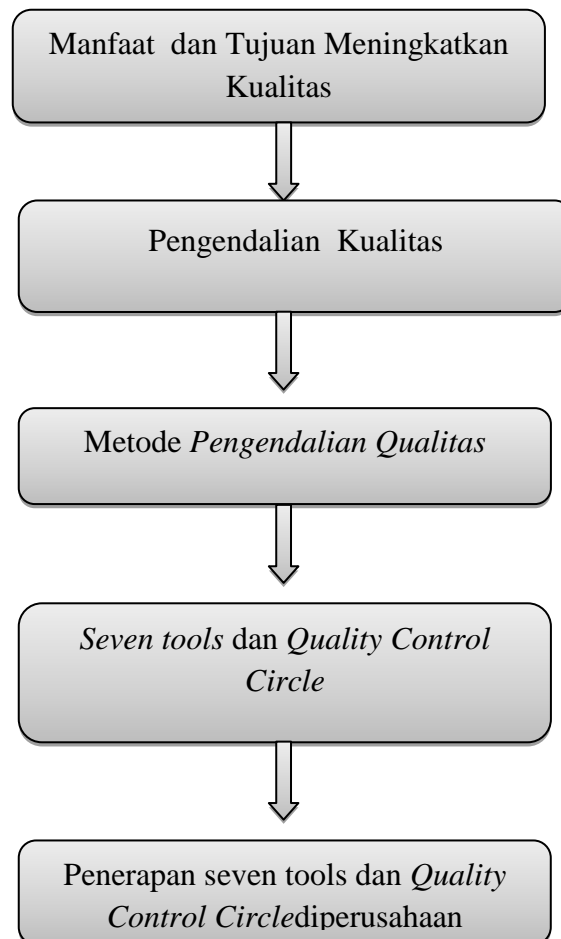 Manfaat dan Tujuan Meningkatkan
Kualitas
Pengendalian Kualitas
Metode Pengendalian Qualitas
Seven tools dan Quality Control
Circle
Penerapan seven tools dan Quality
Control Circlediperusahaan